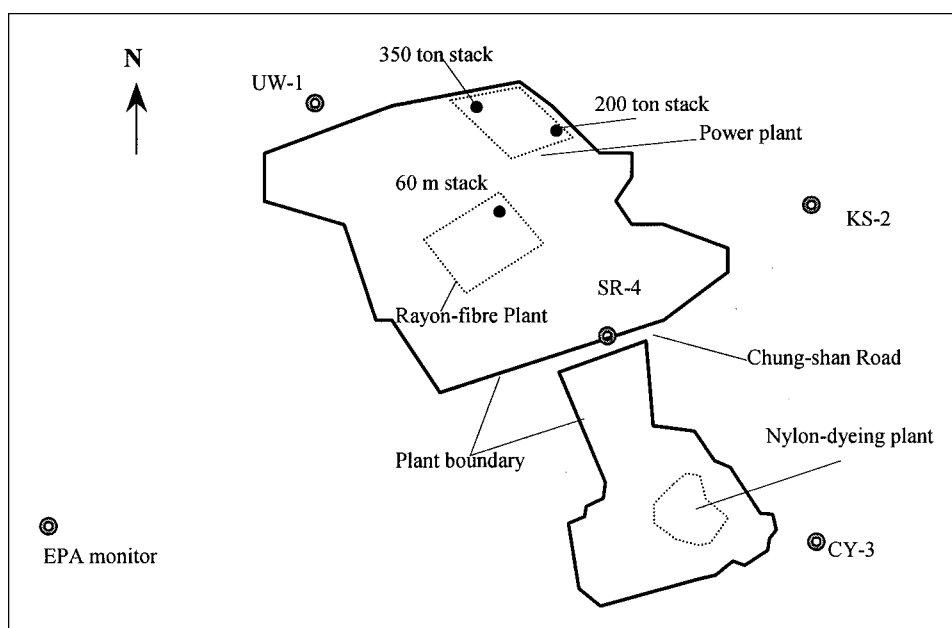 350 ton stack
N
UW-1
200 ton stack
Power plant
60 m stack
KS-2
SR-4
Rayon-fibre Plant
Chung-shan Road
Nylon-dyeing plant
Plant boundary
EPA monitor
CY-3